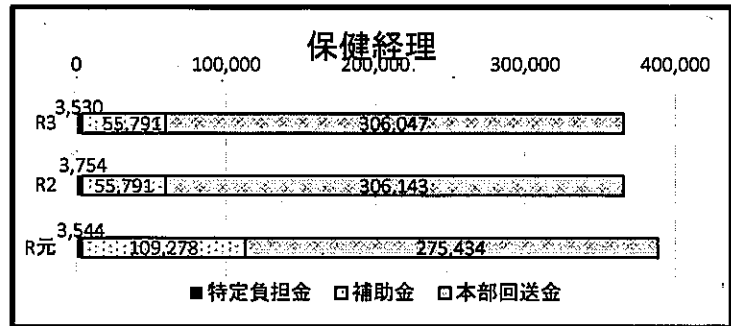 保健経理
0 100,000 200,000 300,000 400,000
3,530
R3 55,791 306,047
3,754
R2 55,791 306,143
3,544
R元 109,278 275,434
■特定負担金 □補助金 □本部回送金